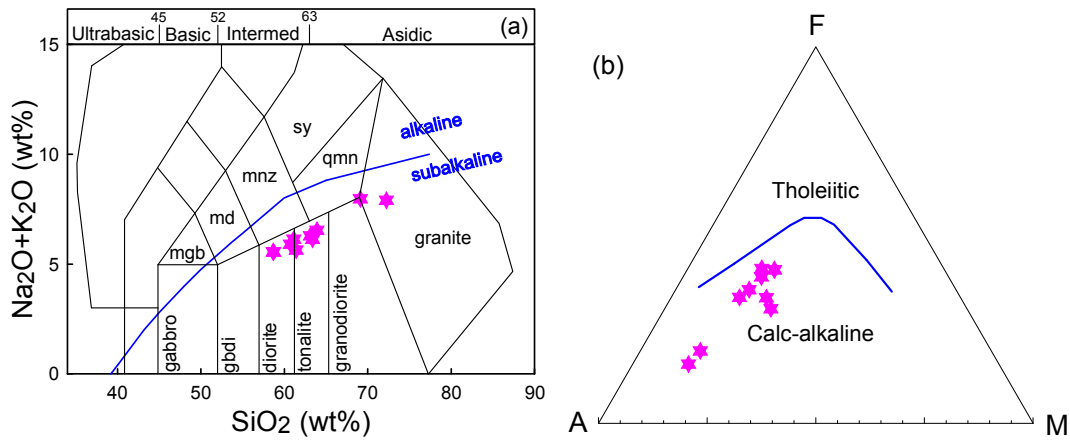 45 52 63
Ultrabasic Basic Intermed Asidic
(a)
15
10
5
0
Na2O+K2O (wt%)
sy
alkaline
subalkaline
qmn
mnz
md
mgb
granite
gabbro
gbdi
diorite
tonalite
granodiorite
40 50 60 70 80 90
SiO2 (wt%)
(b)
F
Tholeiitic
Calc-alkaline
A
M